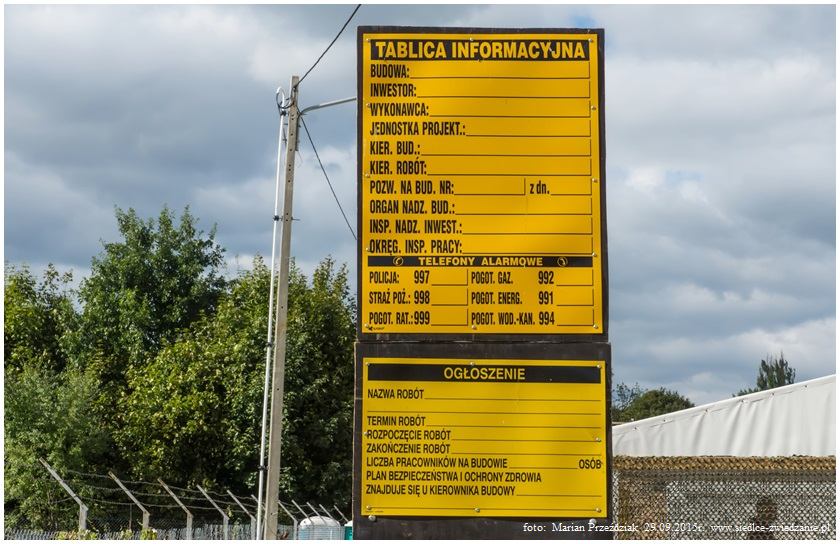 TABLICA INFORMACYJNA
BUDOWA:
INWESTOR:
WYKONAWCA:
JEDNOSTKA PROJEKT.:
KIER. BUD.:
KIER. ROBÓT:
POZW. NA BUD. NR: z dn.
ORGAN NADZ. BUD.:
INSP. NADZ. INWEST.:
OKRĘG. INSP. PRACY:
TELEFONY ALARMOWE
POLICJA: 997 POGOT. GAZ. 992
STRAŻ POŻ.: 998 POGOT. ENERG. 991
POGOT. RAT.: 999 POGOT. WOD.-KAN. 994
OGŁOSZENIE
NAZWA ROBÓT
TERMIN ROBÓT
ROZPOCZĘCIE ROBÓT
ZAKOŃCZENIE ROBÓT
LICZBA PRACOWNIKÓW NA BUDOWIE OSÓB
PLAN BEZPIECZEŃSTWA I OCHRONY ZDROWIA
ZNAJDUJE SIĘ U KIEROWNIKA BUDOWY
foto: Marian Przeździak 29.09.2015r. www.siedlce-zwiedzanie.pl